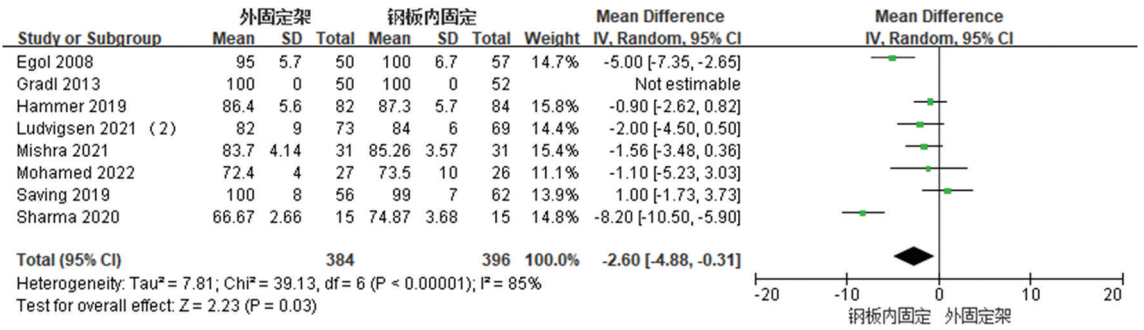 外固定架 钢板内固定 Mean Difference Mean Difference
Study or Subgroup Mean SD Total Mean SD Total Weight IV, Random, 95% CI IV, Random, 95% CI
Egol 2008 95 5.7 50 100 6.7 57 14.7% -5.00 [-7.35, -2.65]
Gradl 2013 100 0 50 100 0 52 Not estimable
Hammer 2019 86.4 5.6 82 87.3 5.7 84 15.8% -0.90 [-2.62, 0.82]
Ludvigsen 2021 （2） 82 9 73 84 6 69 14.4% -2.00 [-4.50, 0.50]
Mishra 2021 83.7 4.14 31 85.26 3.57 31 15.4% -1.56 [-3.48, 0.36]
Mohamed 2022 72.4 4 27 73.5 10 26 11.1% -1.10 [-5.23, 3.03]
Saving 2019 100 8 56 99 7 62 13.9% 1.00 [-1.73, 3.73]
Sharma 2020 66.67 2.66 15 74.87 3.68 15 14.8% -8.20 [-10.50, -5.90]
Total (95% CI) 384 396 100.0% -2.60 [-4.88, -0.31]
Heterogeneity: Tau² = 7.81; Chi² = 39.13, df = 6 (P < 0.00001); I² = 85%
Test for overall effect: Z = 2.23 (P = 0.03)
-20 -10 0 10 20
钢板内固定 外固定架